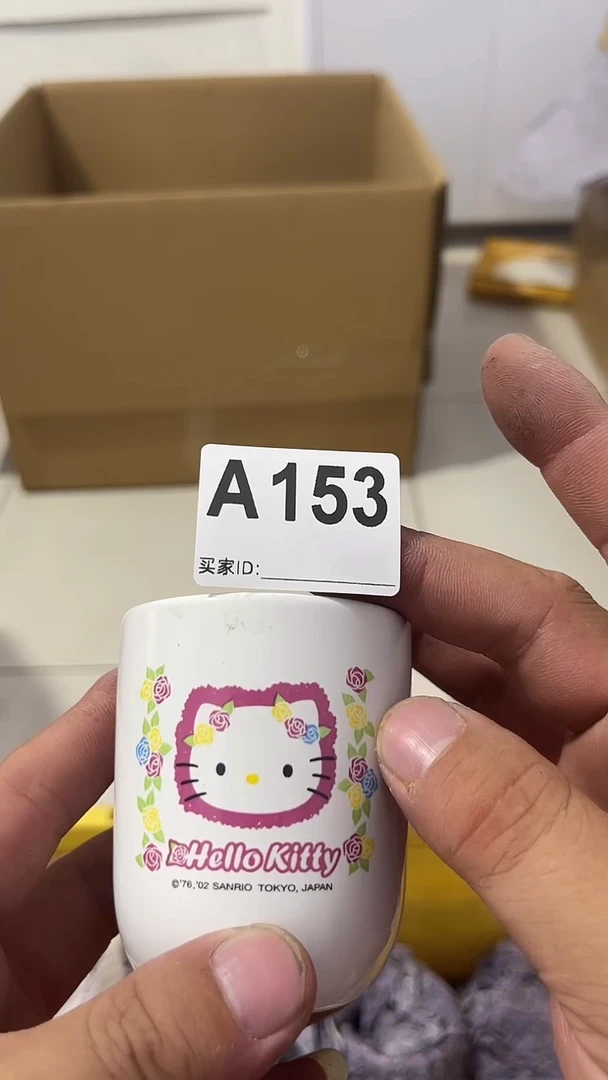 A153
买家ID:
Hello Kitty
©'76,'02 SANRIO TOKYO, JAPAN